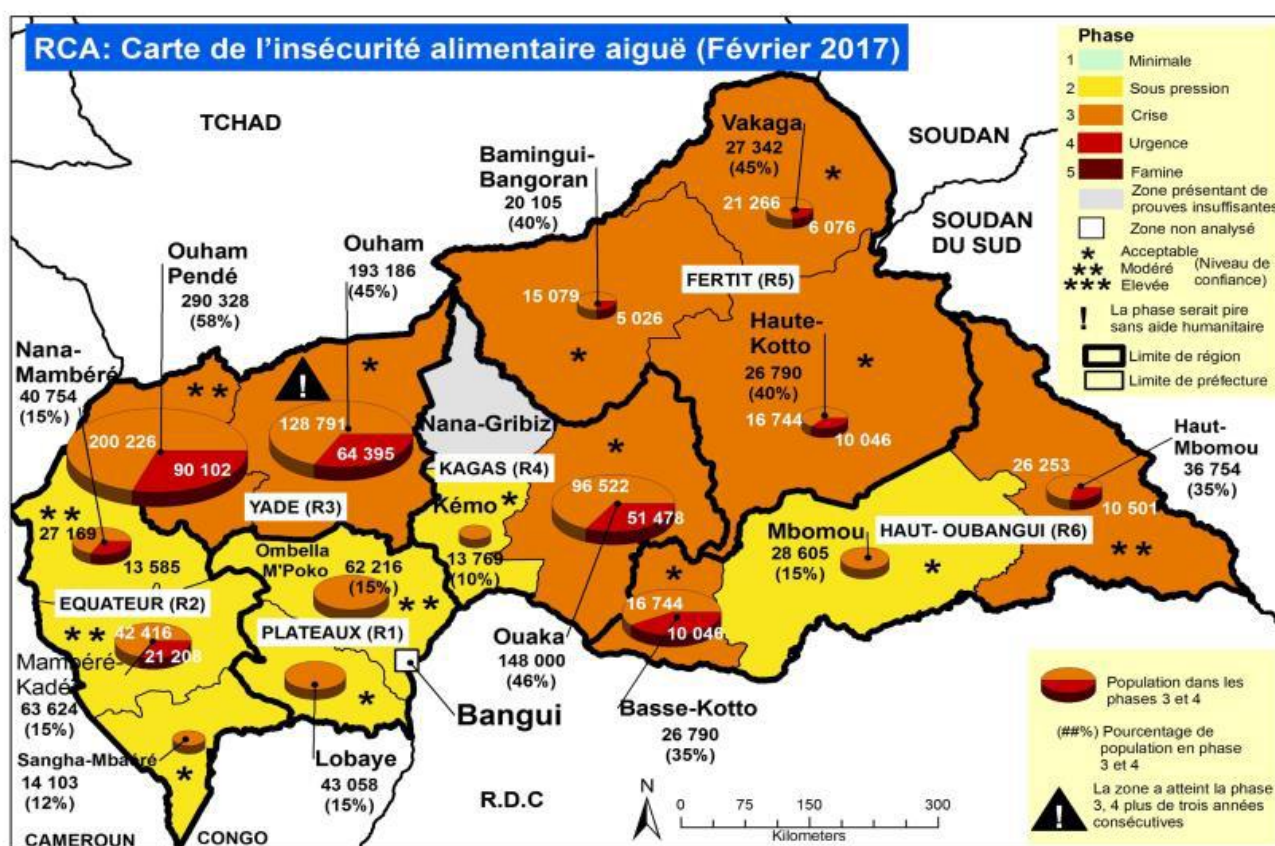 RCA: Carte de l'insécurité alimentaire aiguë (Février 2017)
Phase
1 Minimale
2 Sous pression
3 Crise
4 Urgence
5 Famine
Zone présentant de
prouves insuffisantes
Zone non analysé
* Acceptable
** Modéré
*** Elevée
(Niveau de
confiance)
! La phase serait pire
sans aide humanitaire
Limite de région
Limite de préfecture
TCHAD
SOUDAN
SOUDAN
DU SUD
Vakaga
27 342
(45%)
*
21 266
6 076
Bamingui-
Bangoran
20 105
(40%)
15 079
5 026
*
FERTIT (R5)
Ouham
Pendé
290 328
(58%)
**
200 226
90 102
Ouham
193 186
(45%)
!
*
128 791
64 395
YADE (R3)
Haute-
Kotto
26 790
(40%)
*
16 744
10 046
Nana-
Mambéré
40 754
(15%)
**
27 169
13 585
Nana-Gribizi
KAGAS (R4)
Kémo
*
13 769
(10%)
*
96 522
51 478
Ouaka
148 000
(46%)
Haut-
Mbomou
36 754
(35%)
26 253
10 501
**
HAUT- OUBANGUI (R6)
Mbomou
28 605
(15%)
*
*
16 744
10 046
Basse-Kotto
26 790
(35%)
Ombella
M'Poko
62 216
(15%)
**
EQUATEUR (R2)
PLATEAUX (R1)
**
42 416
21 208
Mambéré-
Kadéï
63 624
(15%)
Sangha-Mbaéré
14 103
(12%)
*
Lobaye
43 058
(15%)
*
Bangui
R.D.C
CAMEROUN
CONGO
N
0 75 150 300
Kilometers
Population dans les
phases 3 et 4
(##%) Pourcentage de
population en phase
3 et 4
! La zone a atteint la phase
3, 4 plus de trois années
consécutives